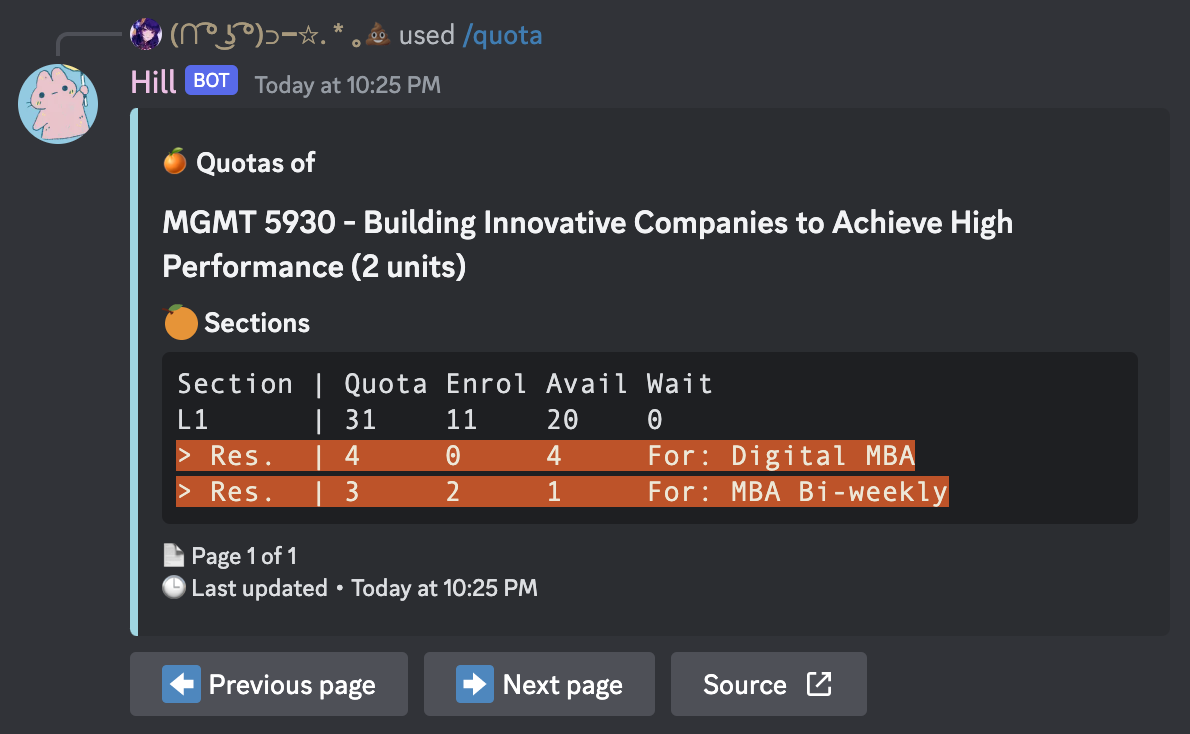 (∩ ͡° ͜ʖ ͡°)⊃━☆. * 。💩 used /quota
Hill BOT Today at 10:25 PM
🍊 Quotas of
MGMT 5930 - Building Innovative Companies to Achieve High
Performance (2 units)
🍊 Sections
Section | Quota Enrol Avail Wait
L1 | 31 11 20 0
> Res. | 4 0 4 For: Digital MBA
> Res. | 3 2 1 For: MBA Bi-weekly
📄 Page 1 of 1
🕒 Last updated • Today at 10:25 PM
⬅️ Previous page
➡️ Next page
Source